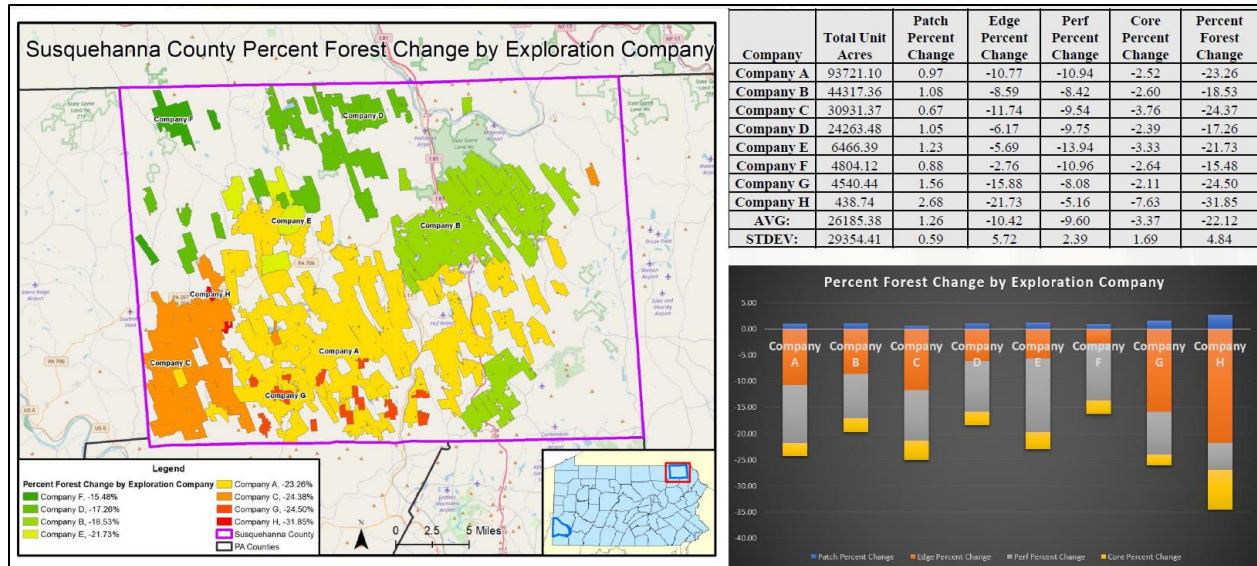 Susquehanna County Percent Forest Change by Exploration Company
Company F
Company D
Company E
Company B
Company H
Company C
Company A
Company G
PA 706
PA 706
I 81
US 6
US 6
NY 17
Legend
Percent Forest Change by Exploration Company
Company F, -15.48%
Company D, -17.26%
Company B, -18.53%
Company E, -21.73%
Company A, -23.26%
Company C, -24.38%
Company G, -24.50%
Company H, -31.85%
Susquehanna County
PA Counties
N
0 2.5 5 Miles
Company Total Unit Acres Patch Percent Change Edge Percent Change Perf Percent Change Core Percent Change Percent Forest Change
Company A 93721.10 0.97 -10.77 -10.94 -2.52 -23.26
Company B 44317.36 1.08 -8.59 -8.42 -2.60 -18.53
Company C 30931.37 0.67 -11.74 -9.54 -3.76 -24.37
Company D 24263.48 1.05 -6.17 -9.75 -2.39 -17.26
Company E 6466.39 1.23 -5.69 -13.94 -3.33 -21.73
Company F 4804.12 0.88 -2.76 -10.96 -2.64 -15.48
Company G 4540.44 1.56 -15.88 -8.08 -2.11 -24.50
Company H 438.74 2.68 -21.73 -5.16 -7.63 -31.85
AVG: 26185.38 1.26 -10.42 -9.60 -3.37 -22.12
STDEV: 29354.41 0.59 5.72 2.39 1.69 4.84
Percent Forest Change by Exploration Company
5.00
0.00
-5.00
-10.00
-15.00
-20.00
-25.00
-30.00
-35.00
-40.00
Company A
Company B
Company C
Company D
Company E
Company F
Company G
Company H
Patch Percent Change Edge Percent Change Perf Percent Change Core Percent Change